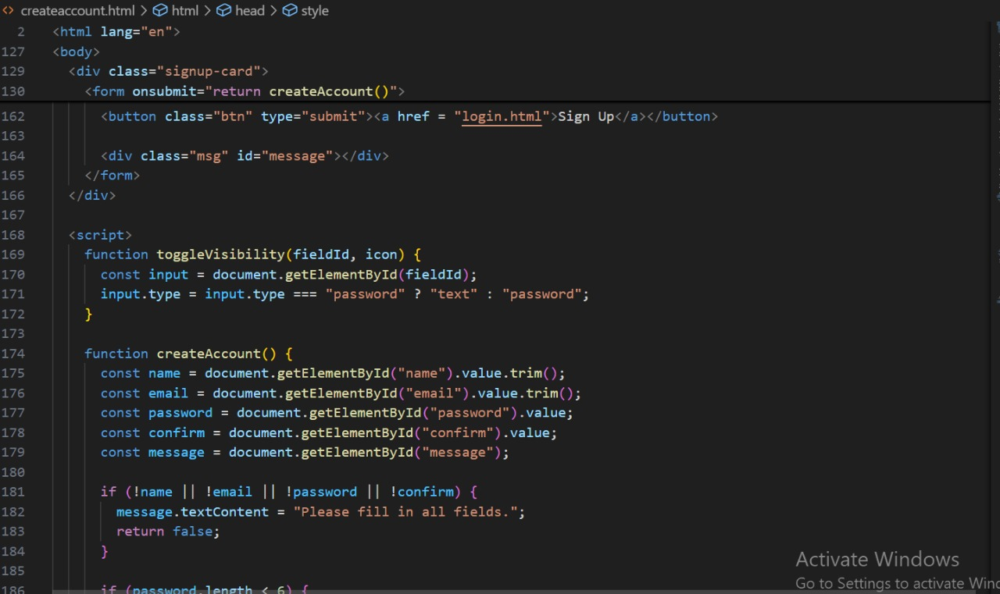 <> createaccount.html > html > head > style
2 <html lang="en">
127 <body>
129 <div class="signup-card">
130 <form onsubmit="return createAccount()">
162 <button class="btn" type="submit"><a href = "login.html">Sign Up</a></button>
163
164 <div class="msg" id="message"></div>
165 </form>
166 </div>
167
168 <script>
169 function toggleVisibility(fieldId, icon) {
170 const input = document.getElementById(fieldId);
171 input.type = input.type === "password" ? "text" : "password";
172 }
173
174 function createAccount() {
175 const name = document.getElementById("name").value.trim();
176 const email = document.getElementById("email").value.trim();
177 const password = document.getElementById("password").value;
178 const confirm = document.getElementById("confirm").value;
179 const message = document.getElementById("message");
180
181 if (!name || !email || !password || !confirm) {
182 message.textContent = "Please fill in all fields.";
183 return false;
184 }
185
186 if (password.length < 6) {
Activate Windows
Go to Settings to activate Wind